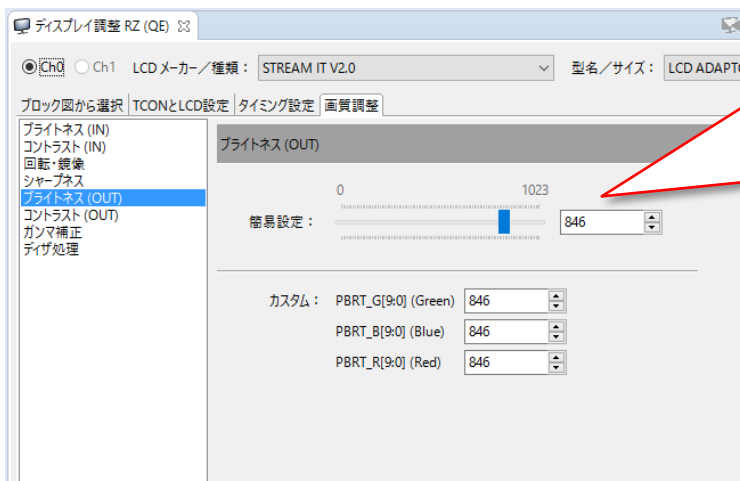 ディスプレイ調整 RZ (QE)
Ch0 Ch1 LCD メーカー／種類： STREAM IT V2.0 型名／サイズ： LCD ADAPT
ブロック図から選択 TCONとLCD設定 タイミング設定 画質調整
ブライトネス (IN)
コントラスト (IN)
回転・鏡像
シャープネス
ブライトネス (OUT)
コントラスト (OUT)
ガンマ補正
ディザ処理
ブライトネス (OUT)
0 1023
簡易設定： 846
カスタム： PBRT_G[9:0] (Green) 846
PBRT_B[9:0] (Blue) 846
PBRT_R[9:0] (Red) 846